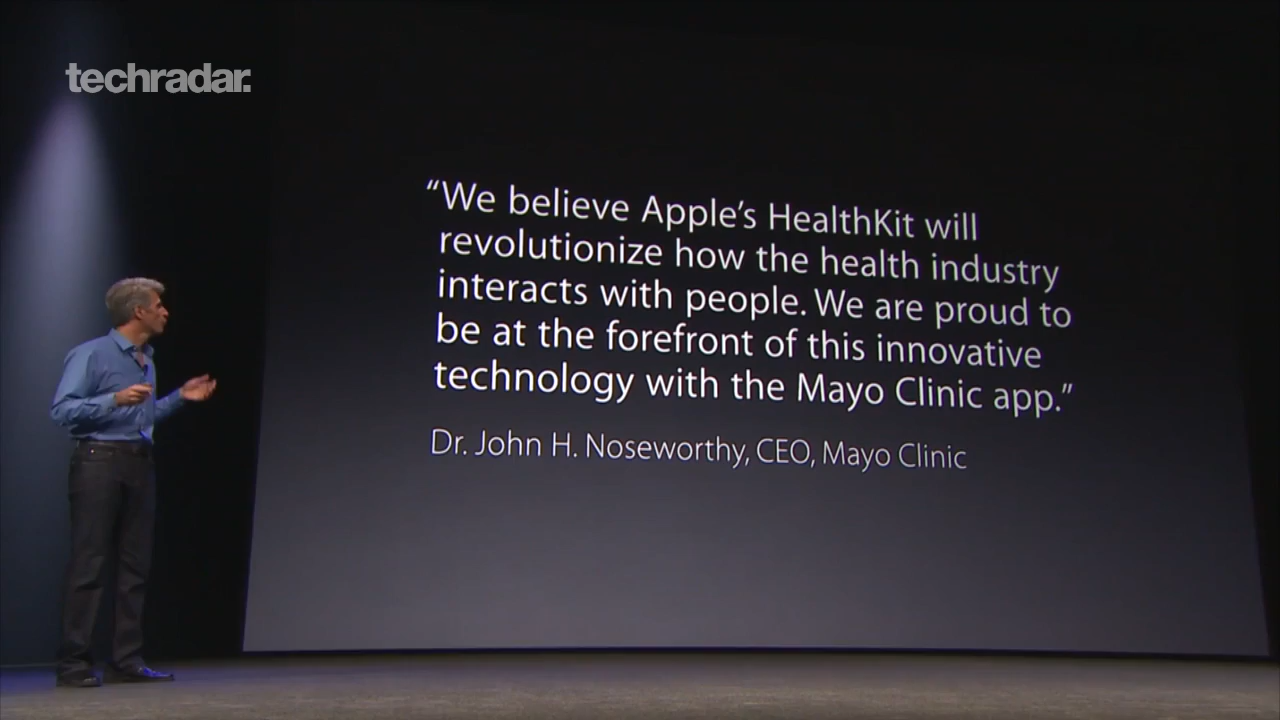 techradar.
“We believe Apple’s HealthKit will
revolutionize how the health industry
interacts with people. We are proud to
be at the forefront of this innovative
technology with the Mayo Clinic app.”
Dr. John H. Noseworthy, CEO, Mayo Clinic